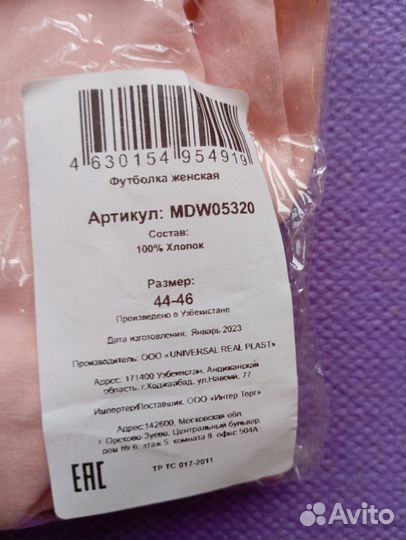 4 630154 954919
Футболка женская
Артикул: MDW05320
Состав:
100% Хлопок
Размер:
44-46
Произведено в Узбекистане
Дата изготовления: Январь 2023
Производитель: ООО «UNIVERSAL REAL PLAST»
Адрес: 171400 Узбекистан, Андижанская
область, г.Ходжаабад, ул.Навоий, 77
Импортер/Поставщик: ООО «Интер Торг»
Адрес:142600, Московская обл.
г Орехово-Зуево, Центральный бульвар,
дом № 6, этаж 5, комната 8, офис 504А
ЕАС
ТР ТС 017-2011
Avito